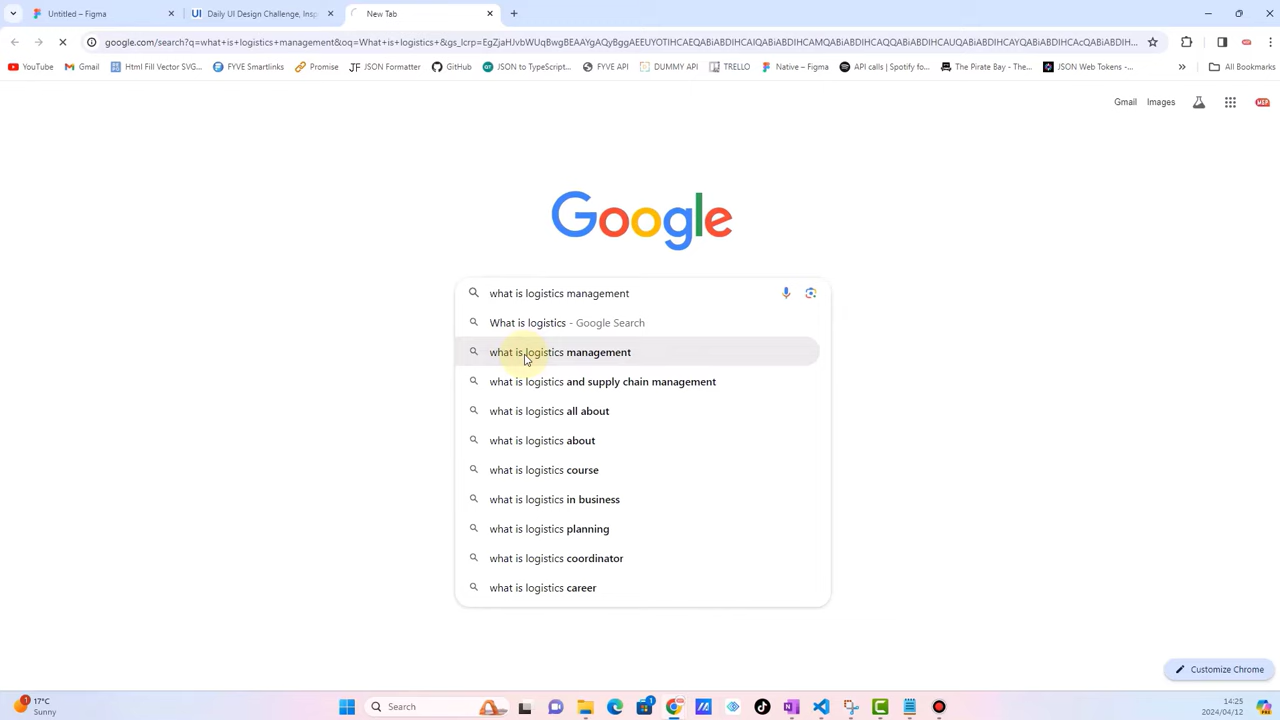 Untitled – Figma
Daily UI Design Challenge, Insp
New Tab
google.com/search?q=what+is+logistics+management&oq=What+is+logistics+&gs_lcrp=
YouTube
Gmail
Html Fill Vector SVG...
FYVE Smartlinks
Promise
JSON Formatter
GitHub
JSON to TypeScript...
FYVE API
DUMMY API
TRELLO
Native – Figma
API calls | Spotify fo...
The Pirate Bay - The...
JSON Web Tokens -...
All Bookmarks
Gmail
Images
Google
what is logistics management
What is logistics - Google Search
what is logistics management
what is logistics and supply chain management
what is logistics all about
what is logistics about
what is logistics course
what is logistics in business
what is logistics planning
what is logistics coordinator
what is logistics career
Customize Chrome
17°C
Sunny
Search
14:25
2024/04/12